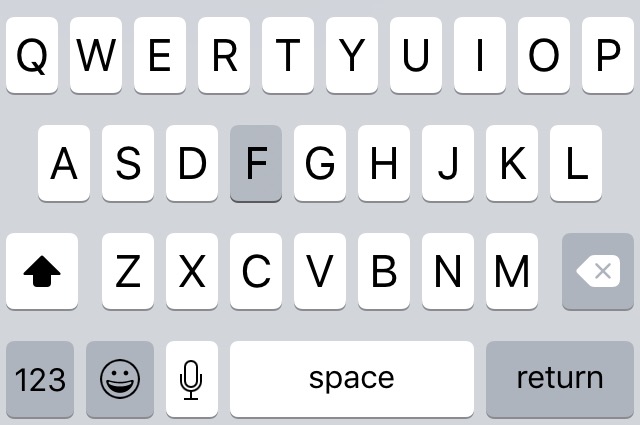 Q W E R T Y U I O P
A S D F G H J K L
Z X C V B N M
123 space return